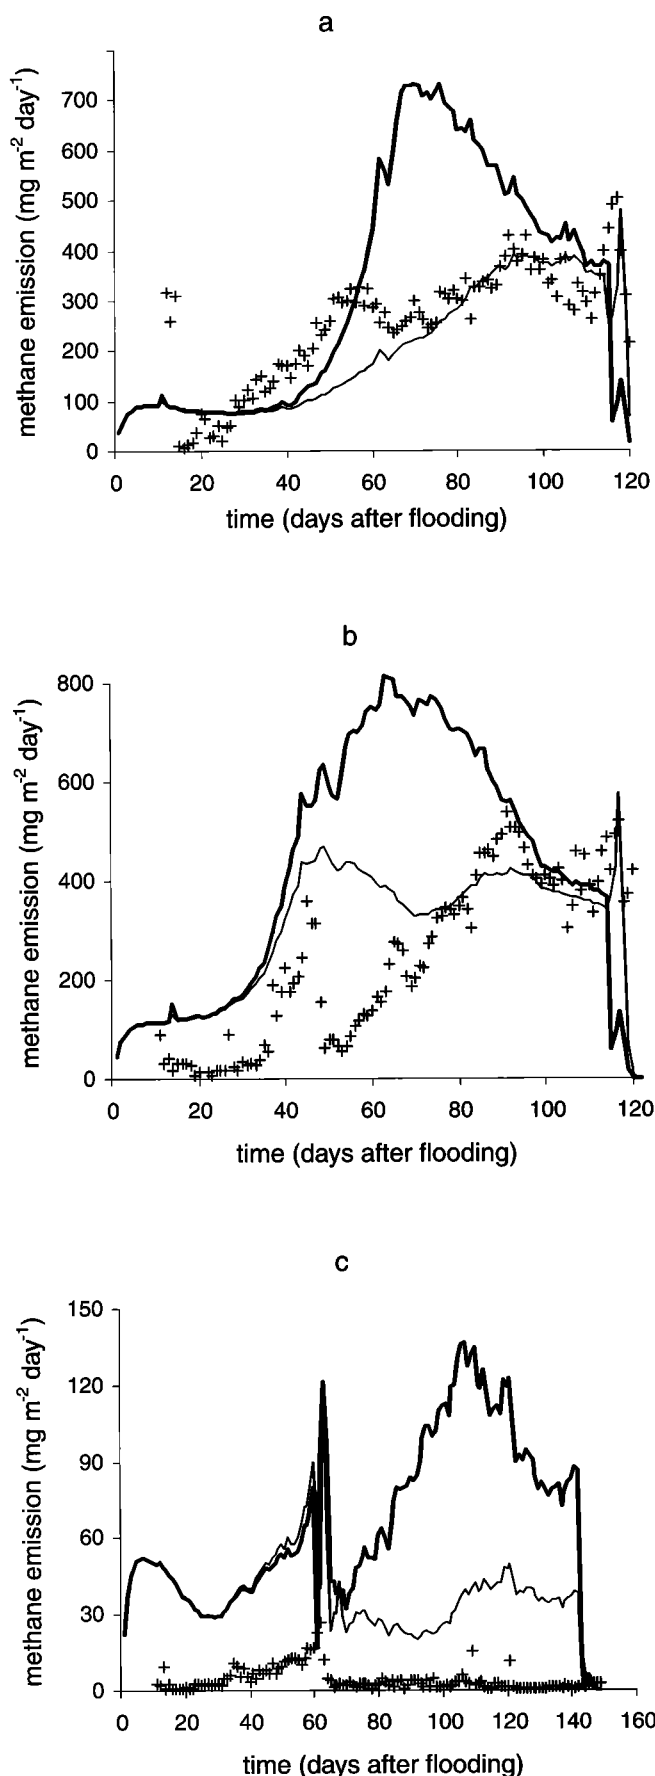 a
methane emission (mg m-2 day-1)
700
600
500
400
300
200
100
0
0 20 40 60 80 100 120
time (days after flooding)
b
methane emission (mg m-2 day-1)
800
600
400
200
0
0 20 40 60 80 100 120
time (days after flooding)
c
methane emission (mg m-2 day-1)
150
120
90
60
30
0
0 20 40 60 80 100 120 140 160
time (days after flooding)